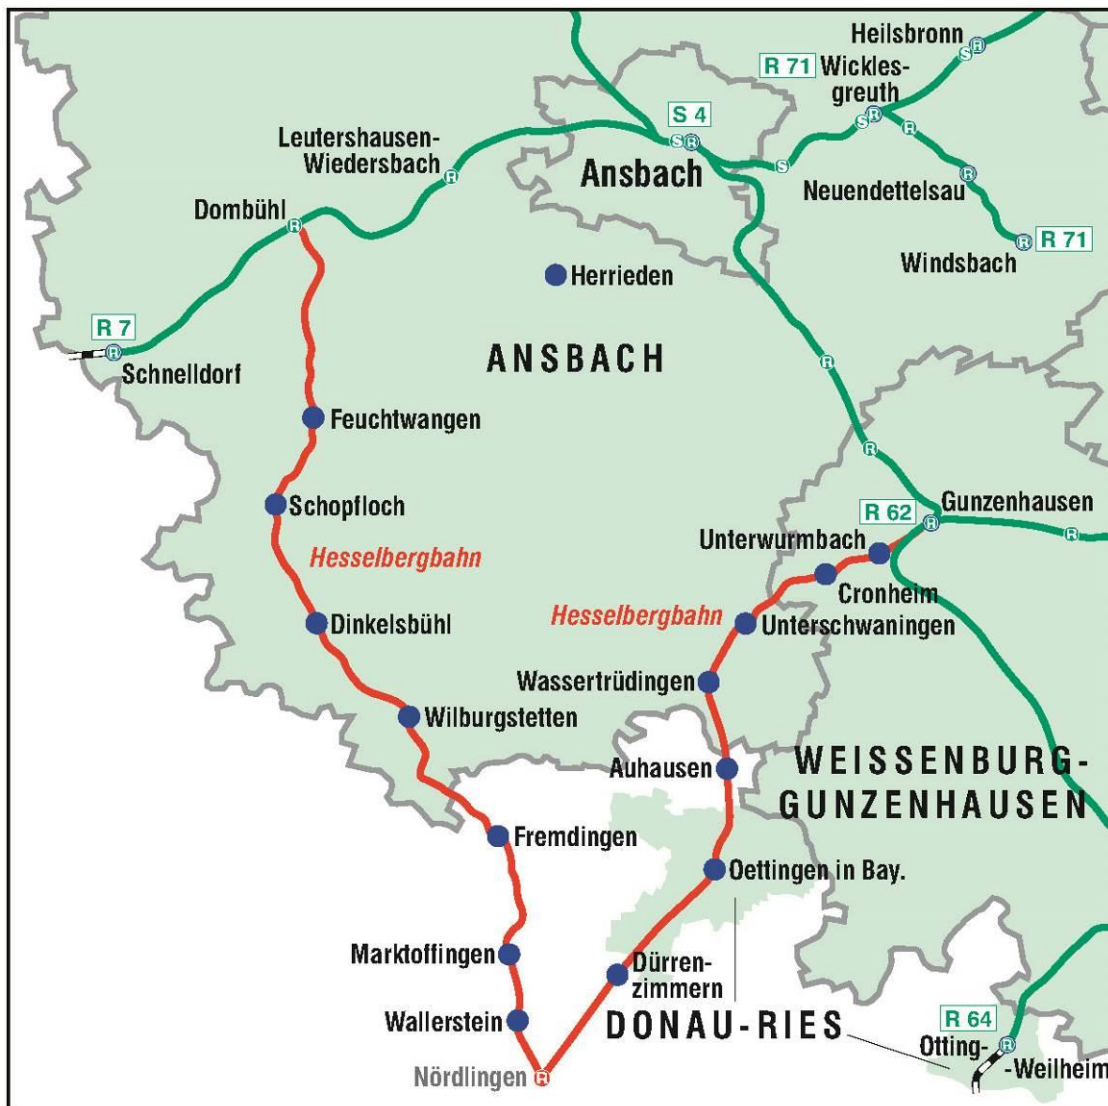 Heilsbronn
R 71
Wickles-
greuth
S 4
Leutershausen-
Wiedersbach
Ansbach
Neuendettelsau
Dombühl
R 71
Windsbach
Herrieden
R 7
Schnelldorf
ANSBACH
Feuchtwangen
Schopfloch
Gunzenhausen
R 62
Unterwurmbach
Hesselbergbahn
Cronheim
Hesselbergbahn
Dinkelsbühl
Unterschwaningen
Wassertrüdingen
Wilburgstetten
WEISSENBURG-
GUNZENHAUSEN
Auhausen
Fremdingen
Oettingen in Bay.
Marktoffingen
Dürren-
zimmern
Wallerstein
DONAU-RIES
R 64
Otting-
-Weilheim
Nördlingen